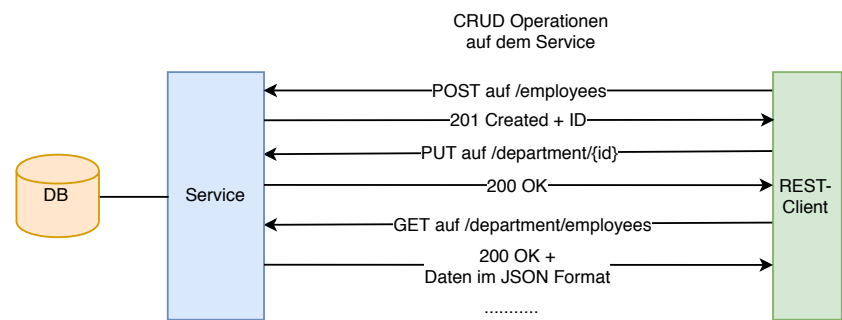 CRUD Operationen
auf dem Service
POST auf /employees
201 Created + ID
PUT auf /department/{id}
DB
Service
200 OK
REST-
Client
GET auf /department/employees
200 OK +
Daten im JSON Format
...........